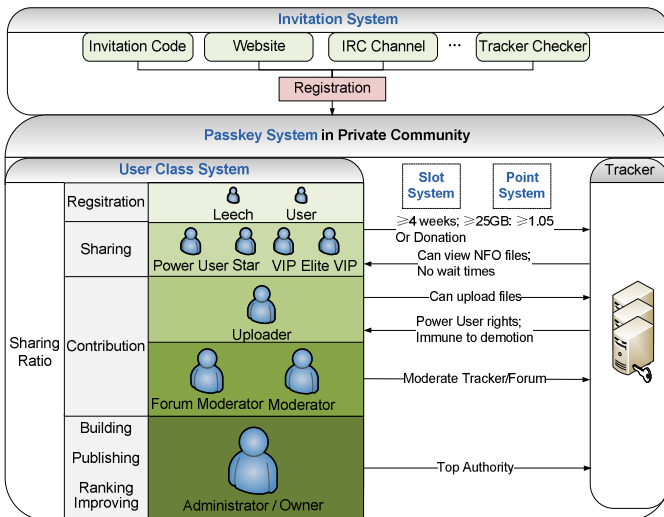 Invitation System
Invitation Code
Website
IRC Channel
...
Tracker Checker
Registration
Passkey System in Private Community
User Class System
Slot
System
Point
System
Tracker
Regsitration
Leech
User
≥4 weeks; ≥25GB: ≥1.05
Or Donation
Sharing
Power User
Star
VIP
Elite VIP
Can view NFO files;
No wait times
Sharing
Ratio
Contribution
Uploader
Can upload files
Power User rights;
Immune to demotion
Forum Moderator
Moderator
Moderate Tracker/Forum
Building
Publishing
Ranking
Improving
Administrator / Owner
Top Authority